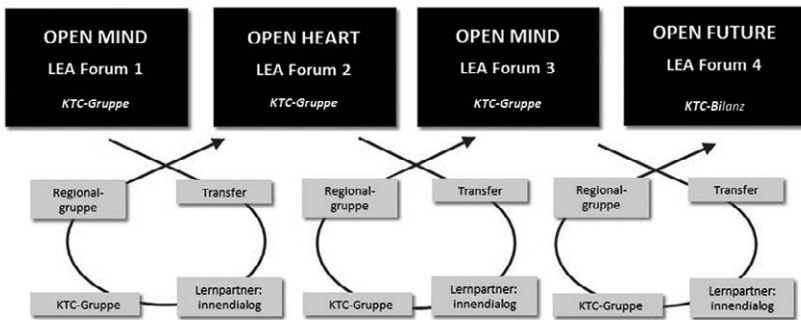 OPEN MIND
LEA Forum 1
KTC-Gruppe
OPEN HEART
LEA Forum 2
KTC-Gruppe
OPEN MIND
LEA Forum 3
KTC-Gruppe
OPEN FUTURE
LEA Forum 4
KTC-Bilanz
Regional-
gruppe
Transfer
KTC-Gruppe
Lernpartner:
innendialog
Regional-
gruppe
Transfer
KTC-Gruppe
Lernpartner:
innendialog
Regional-
gruppe
Transfer
KTC-Gruppe
Lernpartner:
innendialog